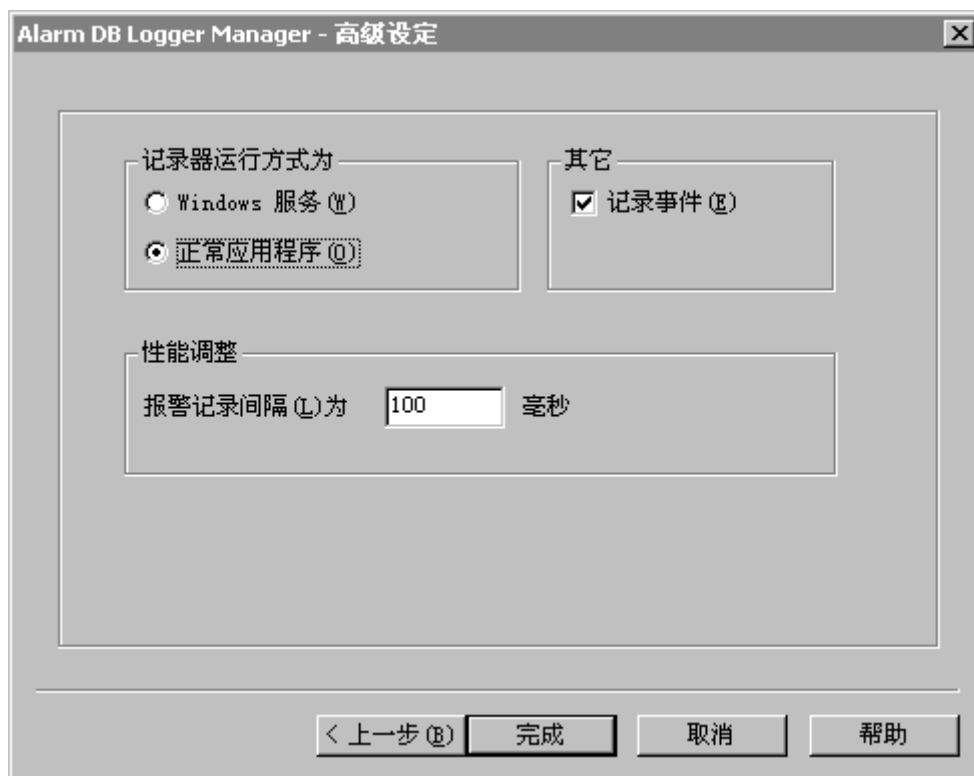 Alarm DB Logger Manager - 高级设定
记录器运行方式为
Windows 服务(W)
正常应用程序(O)
其它
记录事件(E)
性能调整
报警记录间隔(L)为 100 毫秒
< 上一步(B) 完成 取消 帮助